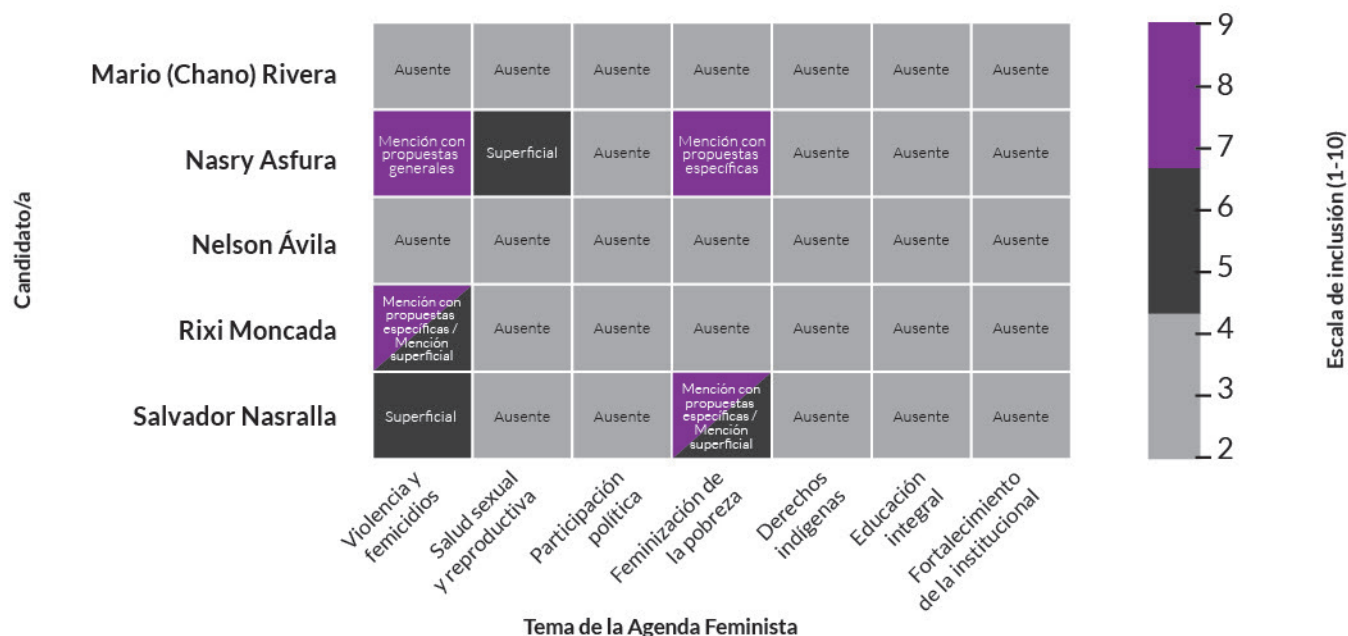 Candidato/a
Mario (Chano) Rivera
Ausente
Ausente
Ausente
Ausente
Ausente
Ausente
Ausente
Nasry Asfura
Mención con
propuestas
generales
Superficial
Ausente
Mención con
propuestas
específicas
Ausente
Ausente
Ausente
Nelson Ávila
Ausente
Ausente
Ausente
Ausente
Ausente
Ausente
Ausente
Rixi Moncada
Mención con
propuestas
específicas /
Mención
superficial
Ausente
Ausente
Ausente
Ausente
Ausente
Ausente
Salvador Nasralla
Superficial
Ausente
Ausente
Mención con
propuestas
específicas /
Mención
superficial
Ausente
Ausente
Ausente
Violencia y
femicidios
Salud sexual
y reproductiva
Participación
política
Feminización de
la pobreza
Derechos
indígenas
Educación
integral
Fortalecimiento
de la institucional
Tema de la Agenda Feminista
9
8
7
6
5
4
3
2
Escala de inclusión (1-10)